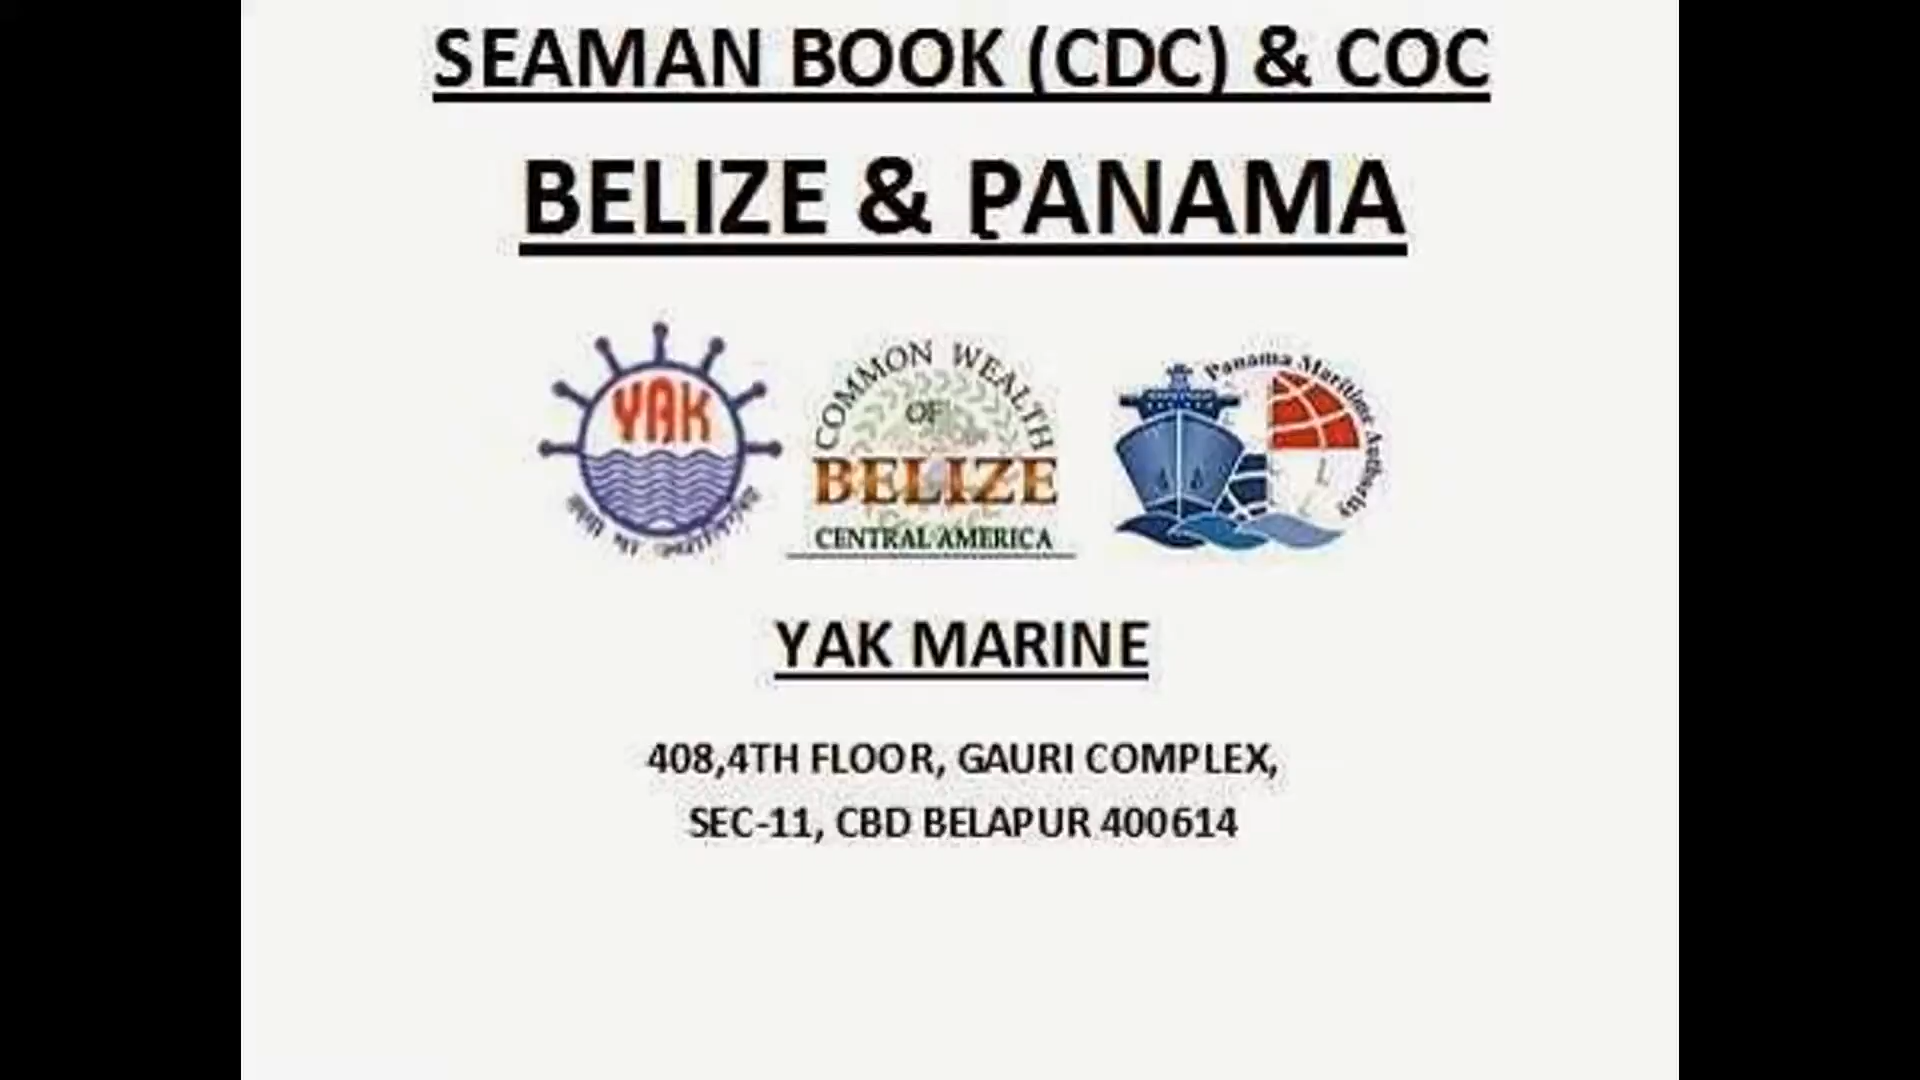 SEAMAN BOOK (CDC) & COC
BELIZE & PANAMA
YAK
COMMON WEALTH
OF
BELIZE
CENTRAL AMERICA
Panama Maritime Authority
YAK MARINE
408,4TH FLOOR, GAURI COMPLEX,
SEC-11, CBD BELAPUR 400614